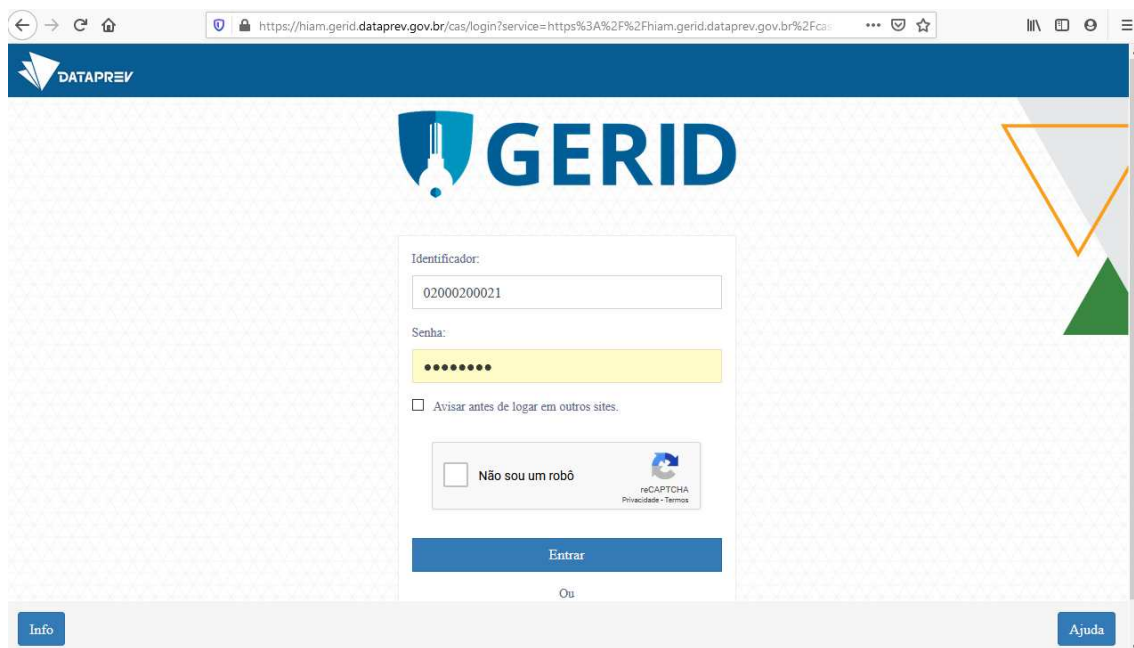 https://hiam.gerid.dataprev.gov.br/cas/login?service=https%3A%2F%2Fhiam.gerid.dataprev.gov.br%2Fcas
DATAPREV
GERID
Identificador:
02000200021
Senha:
••••••••
Avisar antes de logar em outros sites.
Não sou um robô
reCAPTCHA
Privacidade - Termos
Entrar
Ou
Info
Ajuda